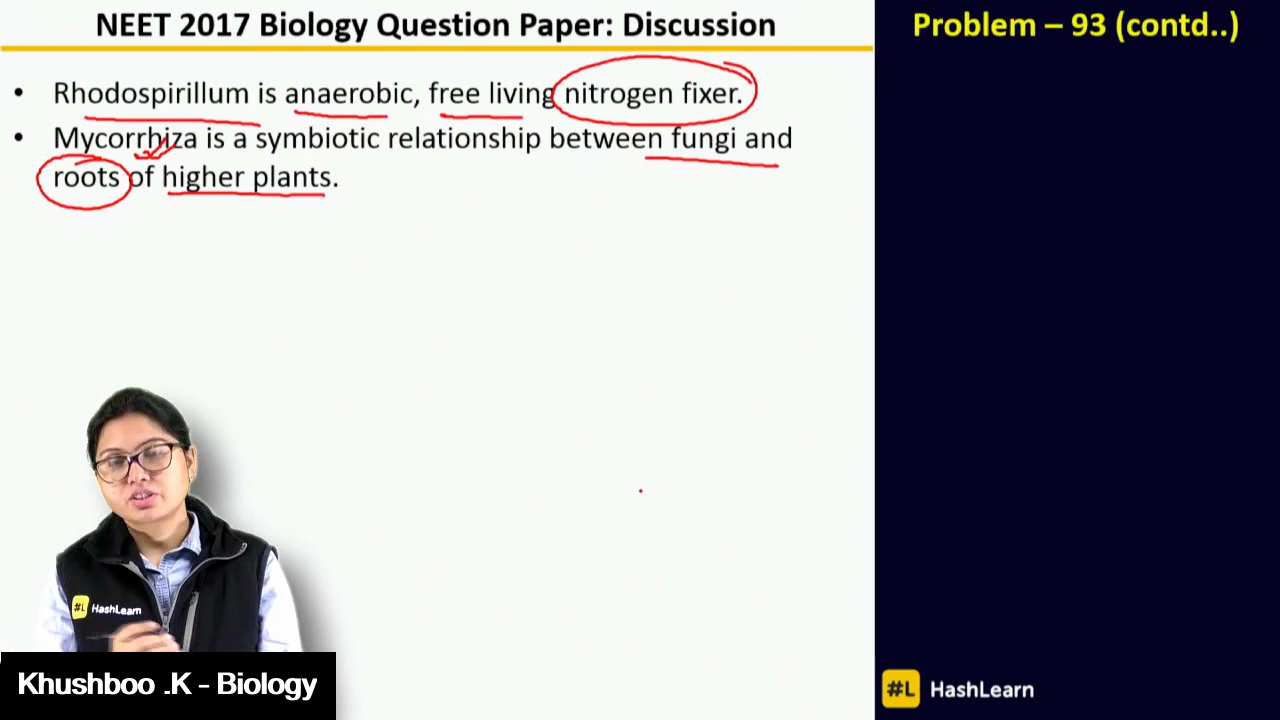 NEET 2017 Biology Question Paper: Discussion
Problem – 93 (contd..)
• Rhodospirillum is anaerobic, free living nitrogen fixer.
• Mycorrhiza is a symbiotic relationship between fungi and
roots of higher plants.
#L HashLearn
Khushboo .K - Biology
#L HashLearn